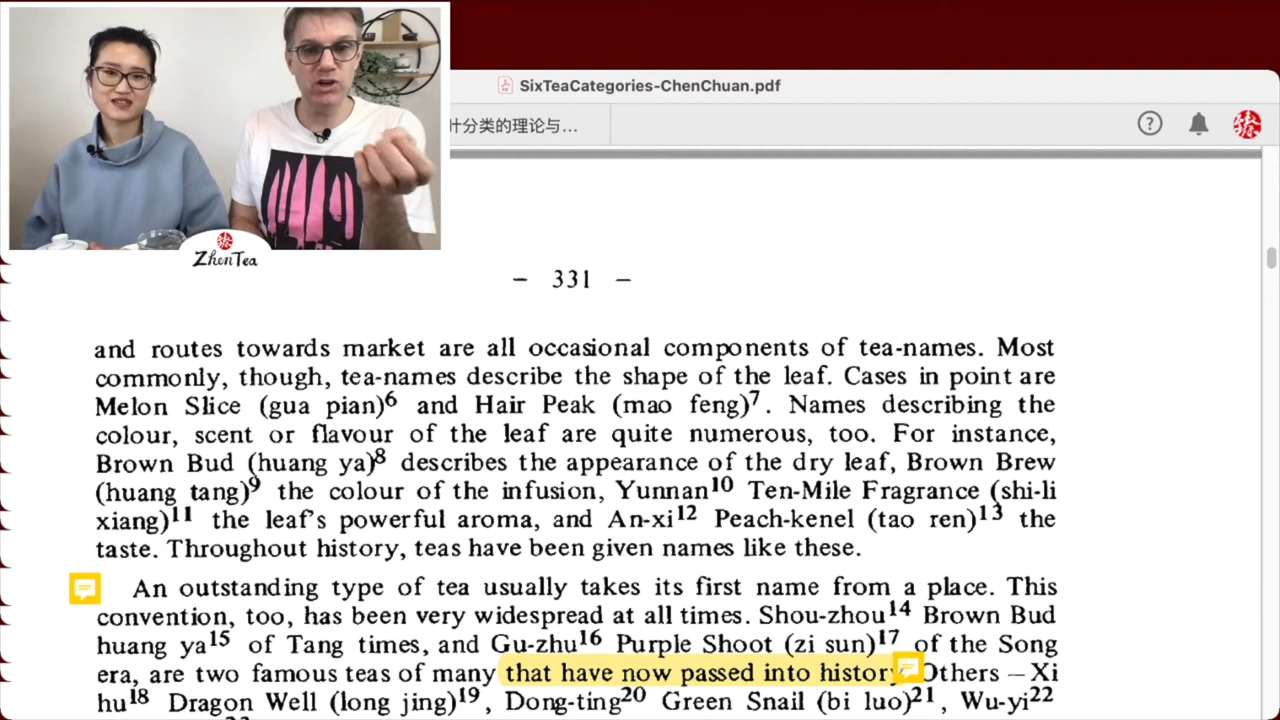 SixTeaCategories-ChenChuan.pdf
叶分类的理论与...
ZhenTea
– 331 –
and routes towards market are all occasional components of tea-names. Most
commonly, though, tea-names describe the shape of the leaf. Cases in point are
Melon Slice (gua pian)6 and Hair Peak (mao feng)7. Names describing the
colour, scent or flavour of the leaf are quite numerous, too. For instance,
Brown Bud (huang ya)8 describes the appearance of the dry leaf, Brown Brew
(huang tang)9 the colour of the infusion, Yunnan10 Ten-Mile Fragrance (shi-li
xiang)11 the leaf's powerful aroma, and An-xi12 Peach-kenel (tao ren)13 the
taste. Throughout history, teas have been given names like these.
An outstanding type of tea usually takes its first name from a place. This
convention, too, has been very widespread at all times. Shou-zhou14 Brown Bud
huang ya15 of Tang times, and Gu-zhu16 Purple Shoot (zi sun)17 of the Song
era, are two famous teas of many that have now passed into history. Others – Xi
hu18 Dragon Well (long jing)19, Dong-ting20 Green Snail (bi luo)21, Wu-yi22